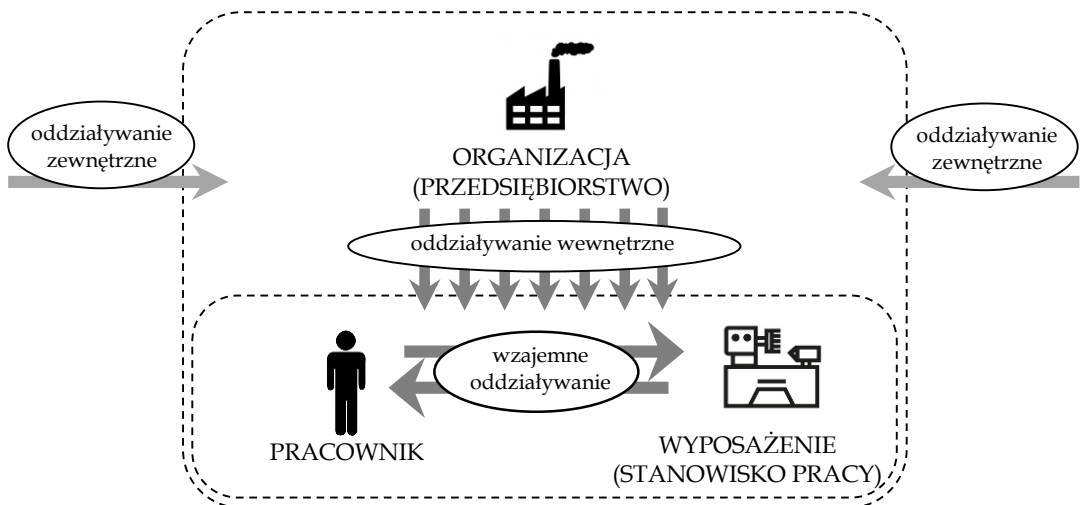 oddziaływanie
zewnętrzne
oddziaływanie
zewnętrzne
ORGANIZACJA
(PRZEDSIĘBIORSTWO)
oddziaływanie wewnętrzne
wzajemne
oddziaływanie
PRACOWNIK
WYPOSAŻENIE
(STANOWISKO PRACY)